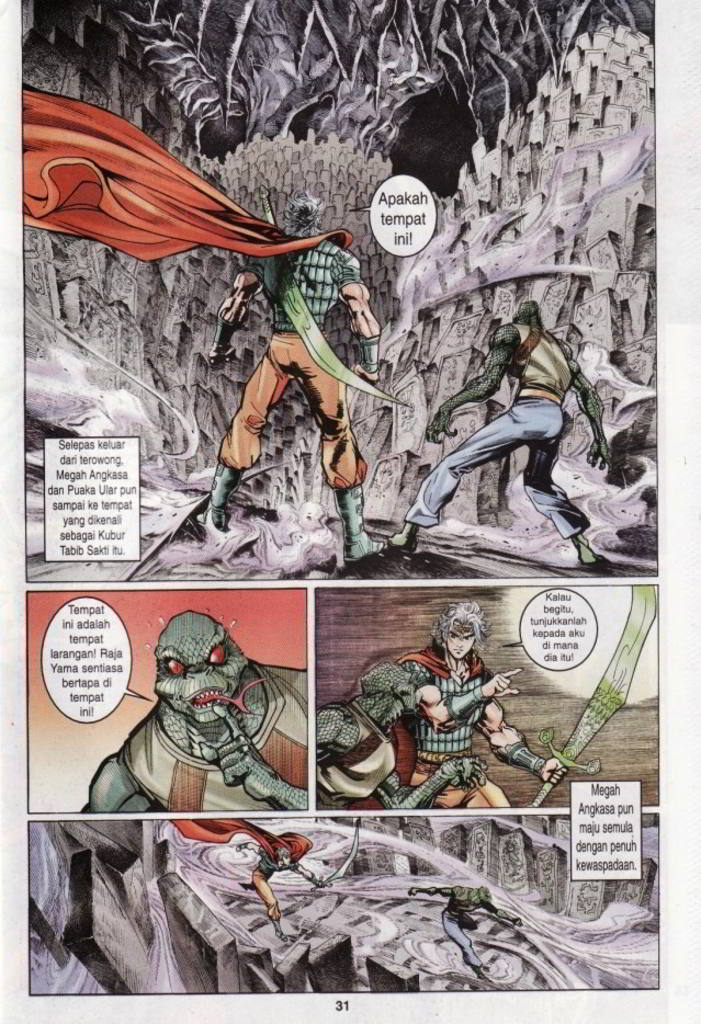 Apakah
tempat
ini!
Selepas keluar
dari terowong,
Megah Angkasa
dan Puaka Ular pun
sampai ke tempat
yang dikenali
sebagai Kubur
Tabib Sakti itu.
Tempat
ini adalah
tempat
larangan! Raja
Yama sentiasa
bertapa di
tempat
ini!
Kalau
begitu,
tunjukkanlah
kepada aku
di mana
dia itu!
Megah
Angkasa pun
maju semula
dengan penuh
kewaspadaan.
31